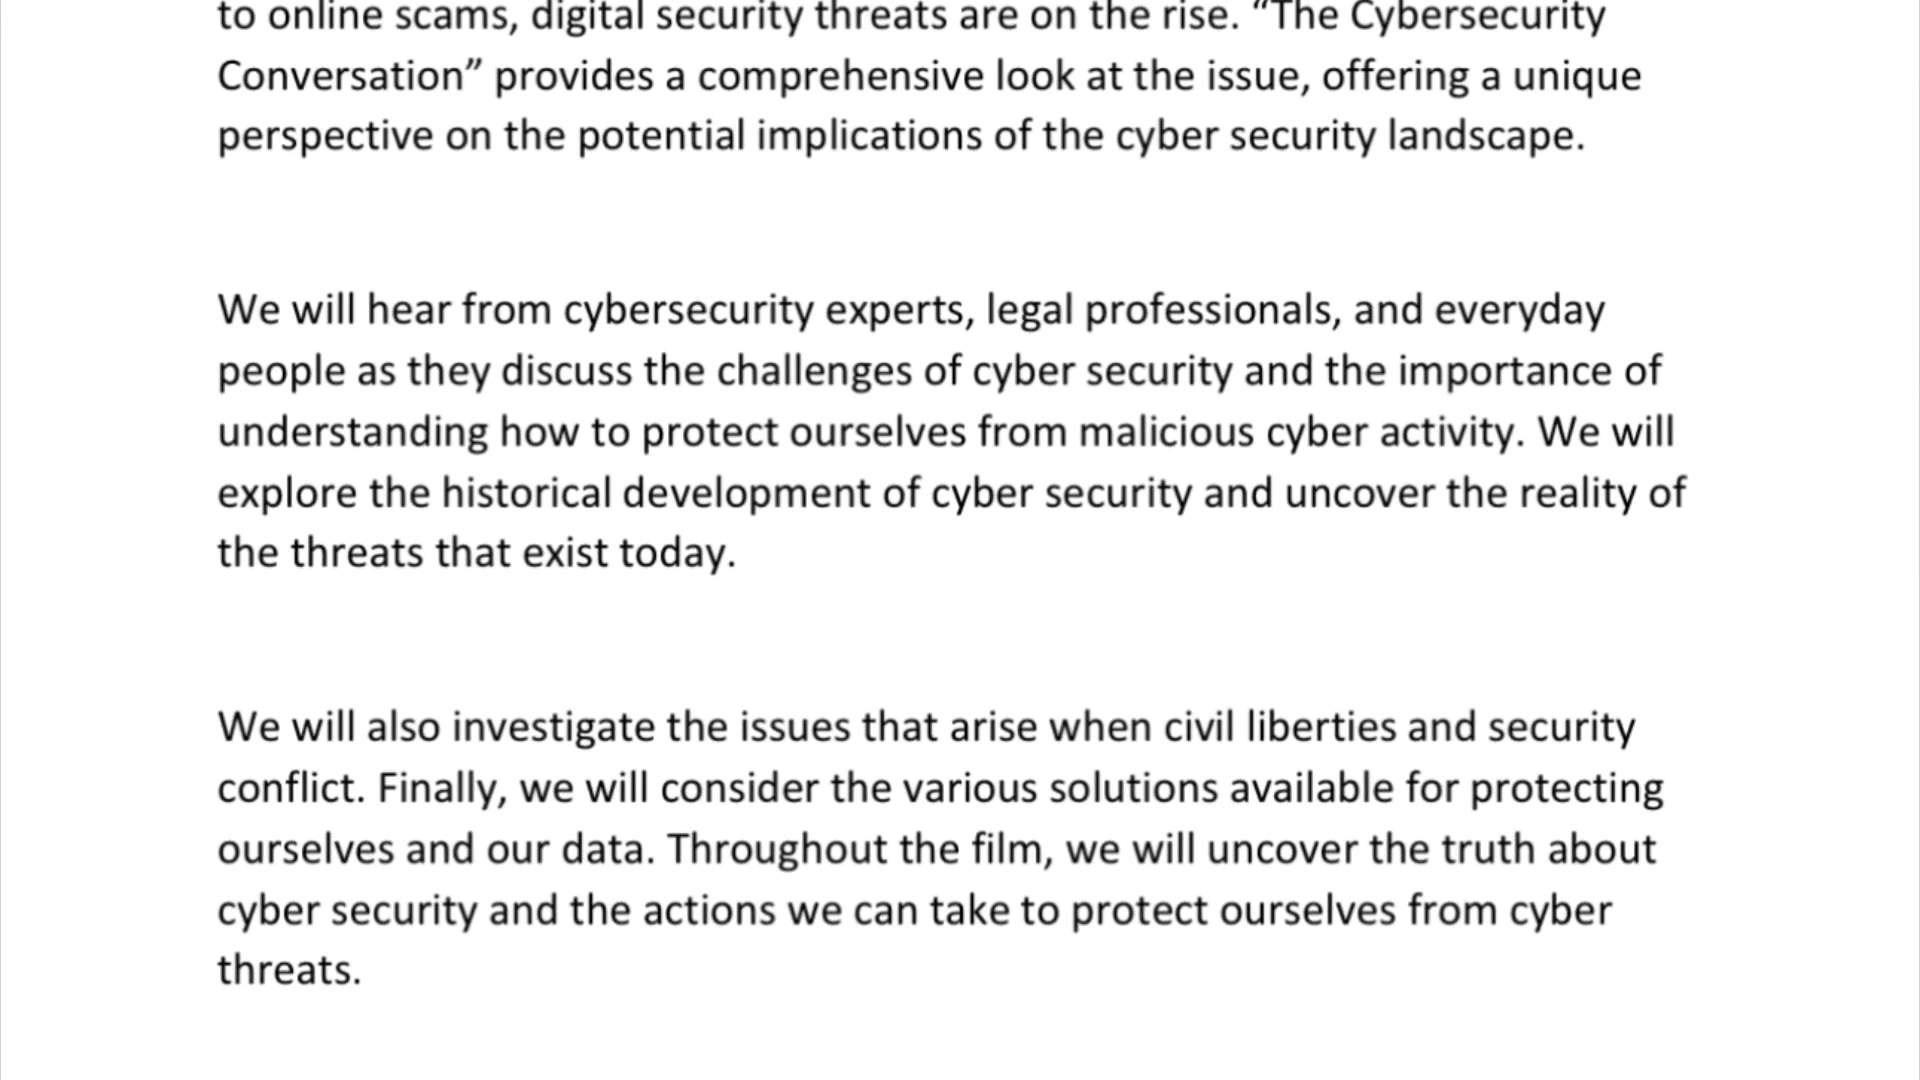 to online scams, digital security threats are on the rise. “The Cybersecurity
Conversation” provides a comprehensive look at the issue, offering a unique
perspective on the potential implications of the cyber security landscape.
We will hear from cybersecurity experts, legal professionals, and everyday
people as they discuss the challenges of cyber security and the importance of
understanding how to protect ourselves from malicious cyber activity. We will
explore the historical development of cyber security and uncover the reality of
the threats that exist today.
We will also investigate the issues that arise when civil liberties and security
conflict. Finally, we will consider the various solutions available for protecting
ourselves and our data. Throughout the film, we will uncover the truth about
cyber security and the actions we can take to protect ourselves from cyber
threats.